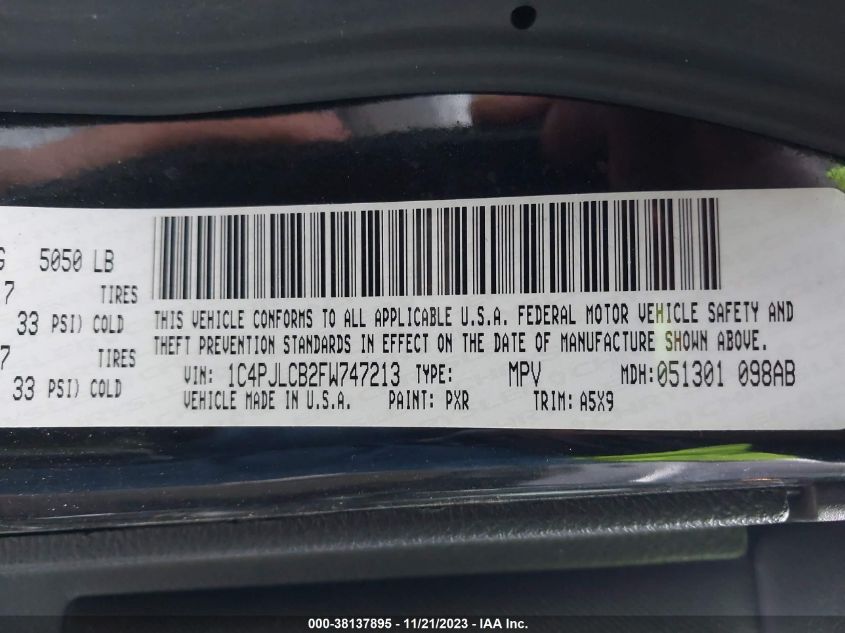 G 5050 LB
7 TIRES
33 PSI) COLD
7 TIRES
33 PSI) COLD
THIS VEHICLE CONFORMS TO ALL APPLICABLE U.S.A. FEDERAL MOTOR VEHICLE SAFETY AND
THEFT PREVENTION STANDARDS IN EFFECT ON THE DATE OF MANUFACTURE SHOWN ABOVE.
VIN: 1C4PJLCB2FW747213 TYPE: MPV MDH:051301 098AB
VEHICLE MADE IN U.S.A. PAINT: PXR TRIM: A5X9
000-38137895 - 11/21/2023 - IAA Inc.